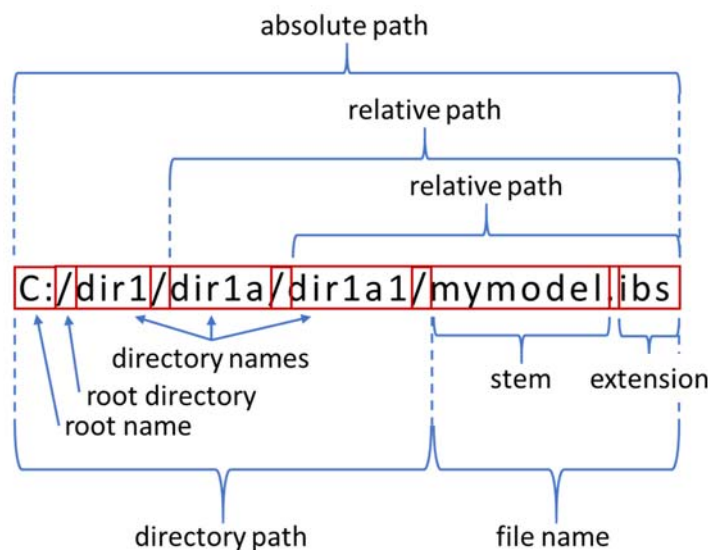 absolute path
relative path
relative path
C:/dir1/dir1a/dir1a1/mymodel.ibs
directory names
stem extension
root directory
root name
directory path file name